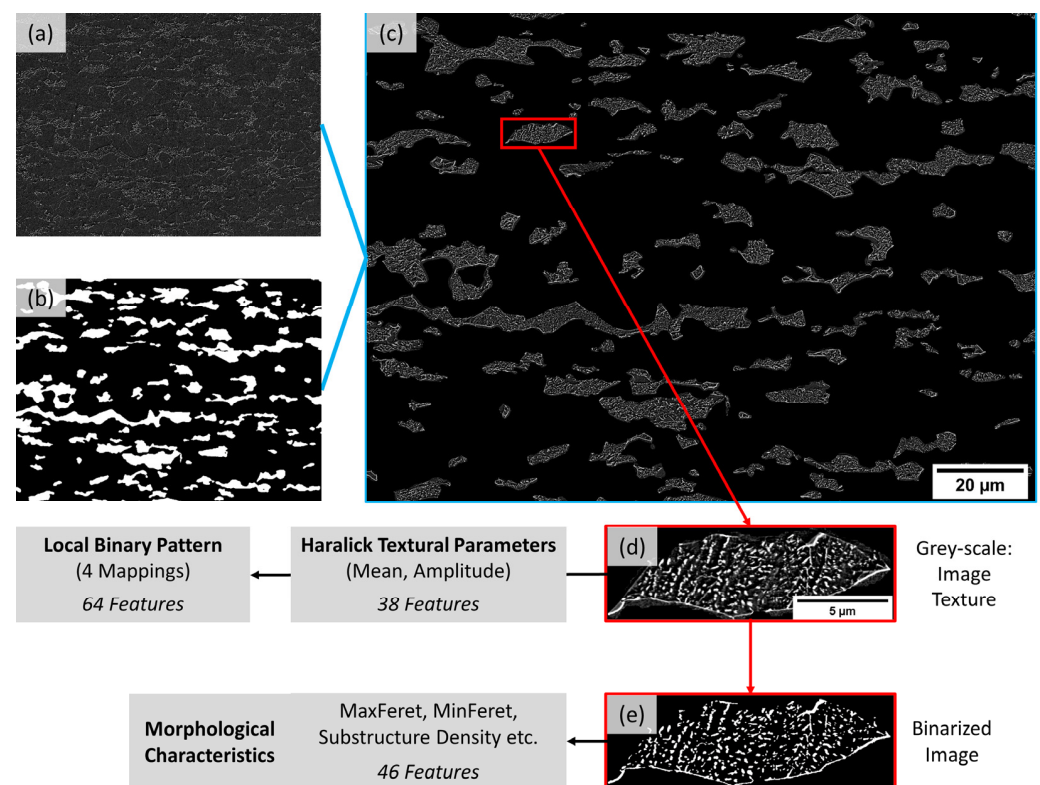 (a)
(b)
(c)
20 µm
Local Binary Pattern
(4 Mappings)
64 Features
Haralick Textural Parameters
(Mean, Amplitude)
38 Features
(d)
5 µm
Grey-scale:
Image
Texture
Morphological
Characteristics
MaxFeret, MinFeret,
Substructure Density etc.
46 Features
(e)
Binarized
Image